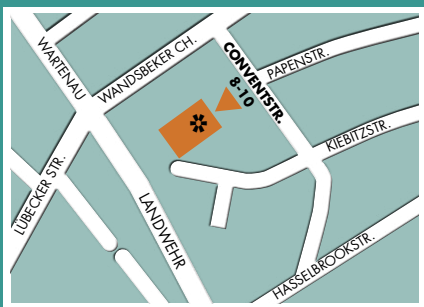 WARTENAU
WANDSBEKER CH.
CONVENTSTR.
8-10
PAPENSTR.
KIEBITZSTR.
LÜBECKER STR.
LANDWEHR
HASSELBROOKSTR.